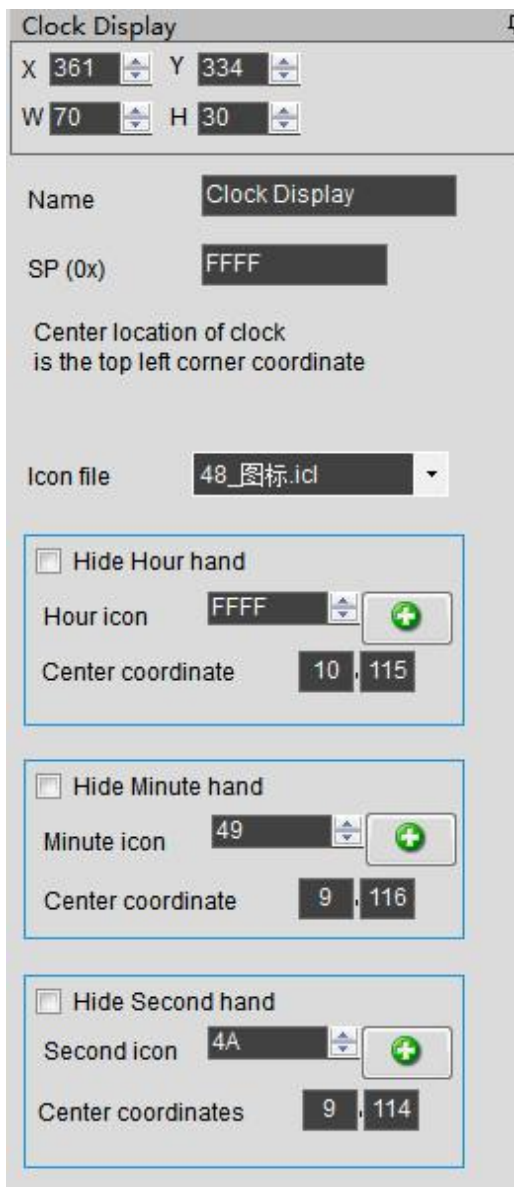 Clock Display
X 361 Y 334
W 70 H 30
Name Clock Display
SP (0x) FFFF
Center location of clock
is the top left corner coordinate
Icon file 48_图标.icl
Hide Hour hand
Hour icon FFFF
Center coordinate 10 , 115
Hide Minute hand
Minute icon 49
Center coordinate 9 , 116
Hide Second hand
Second icon 4A
Center coordinates 9 , 114